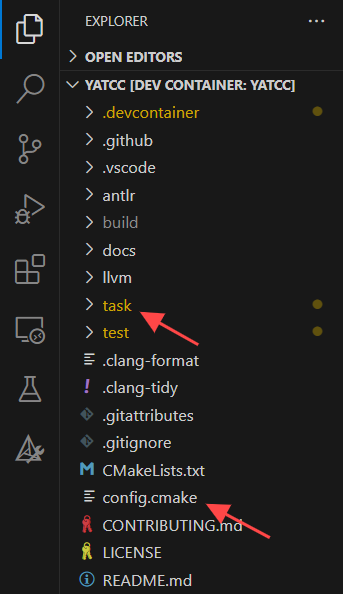 EXPLORER
OPEN EDITORS
YATCC [DEV CONTAINER: YATCC]
.devcontainer
.github
.vscode
antlr
build
docs
llvm
task
test
.clang-format
.clang-tidy
.gitattributes
.gitignore
CMakeLists.txt
config.cmake
CONTRIBUTING.md
LICENSE
README.md